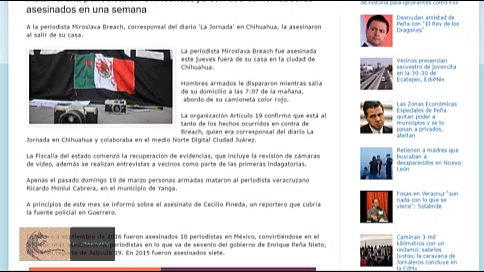 asesinados en una semana
A la periodista Miroslava Breach, corresponsal del diario 'La Jornada' en Chihuahua, la asesinaron
al salir de su casa.
La periodista Miroslava Breach fue asesinada
este jueves fuera de su casa en la ciudad de
Chihuahua.
Hombres armados le dispararon mientras salía
de su domicilio a las 7:07 de la mañana,
abordo de su camioneta color rojo.
La organización Artículo 19 confirmó que está al
tanto de los hechos ocurridos en contra de
Breach, quien era corresponsal del diario La
Jornada en Chihuahua y colaboraba en el medio Norte Digital Ciudad Juárez.
La Fiscalía del estado comenzó la recuperación de evidencias, que incluye la revisión de cámaras
de video, además se realizan entrevistas a vecinos como parte de las primeras indagatorias.
Apenas el pasado domingo 19 de marzo personas armadas mataron al periodista veracruzano
Ricardo Monlui Cabrera, en el municipio de Yanga.
A principios de este mes se informó sobre el asesinato de Cecilio Pineda, un reportero que cubría
la fuente policial en Guerrero.
de 2016 fueron asesinados 10 periodistas en México, convirtiéndose en el
periodistas en lo que va de sexenio del gobierno de Enrique Peña Nieto,
de Artículo 19. En 2015 fueron asesinados siete.
Desnudan amistad de
Peña con "El Rey de los
Dragones"
Vecinos presencian
secuestro de jovencita
en la 30-30 de
Ecatepec, EdoMéx
Las Zonas Económicas
Especiales de Peña
quitan poder a
municipios y se lo
pasan a privados,
alertan
Retienen a madres que
buscaban a
desaparecidos en Nuevo
León
Fosas en Veracruz "son
nada con lo que se
viene": Solalinde
Caminan 3 mil
kilómetros con un
reclamo: salarios
justos; la caravana de
jornaleros concluye en
la CdMx